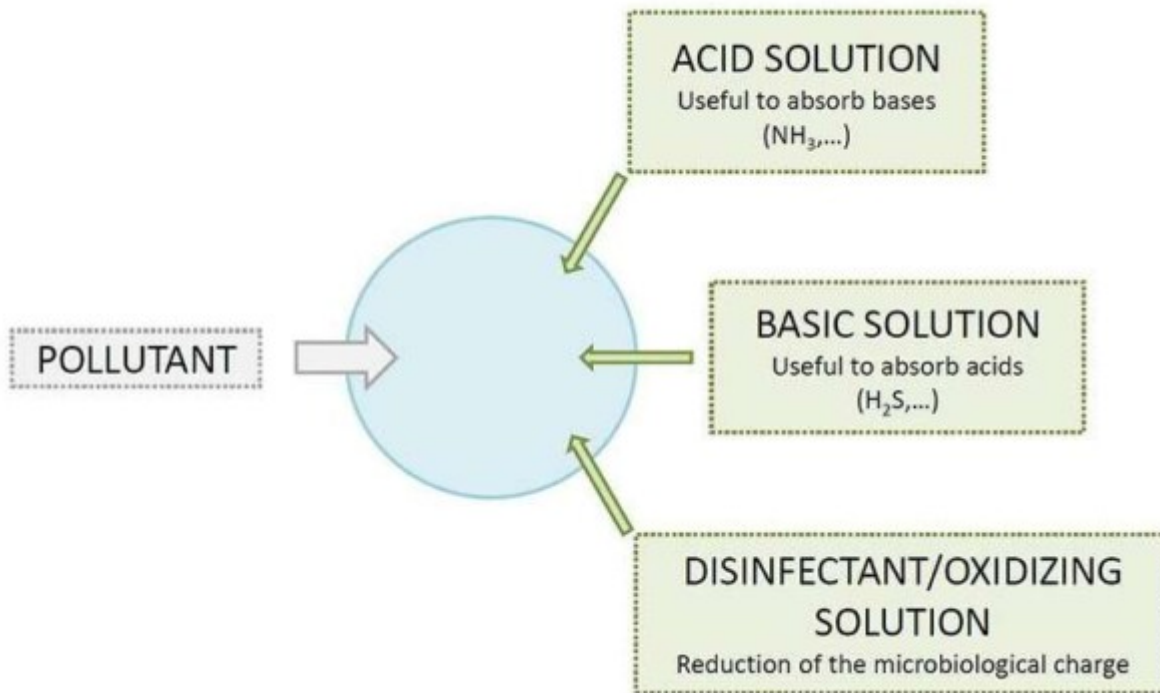 ACID SOLUTION
Useful to absorb bases
(NH₃,...)
POLLUTANT
BASIC SOLUTION
Useful to absorb acids
(H₂S,...)
DISINFECTANT/OXIDIZING
SOLUTION
Reduction of the microbiological charge